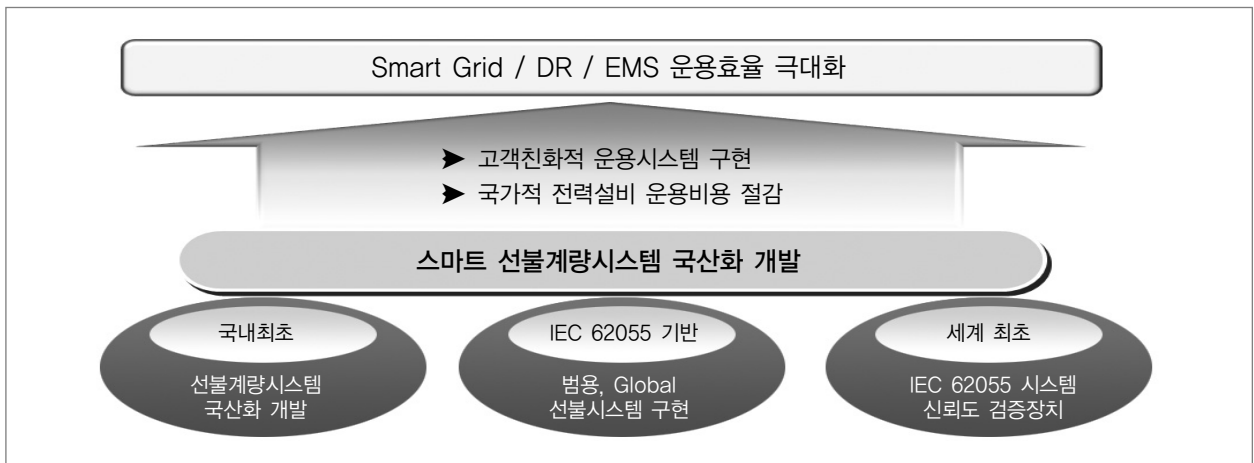 Smart Grid / DR / EMS 운용효율 극대화
➤ 고객친화적 운용시스템 구현
➤ 국가적 전력설비 운용비용 절감
스마트 선불계량시스템 국산화 개발
국내최초
선불계량시스템
국산화 개발
IEC 62055 기반
범용, Global
선불시스템 구현
세계 최초
IEC 62055 시스템
신뢰도 검증장치